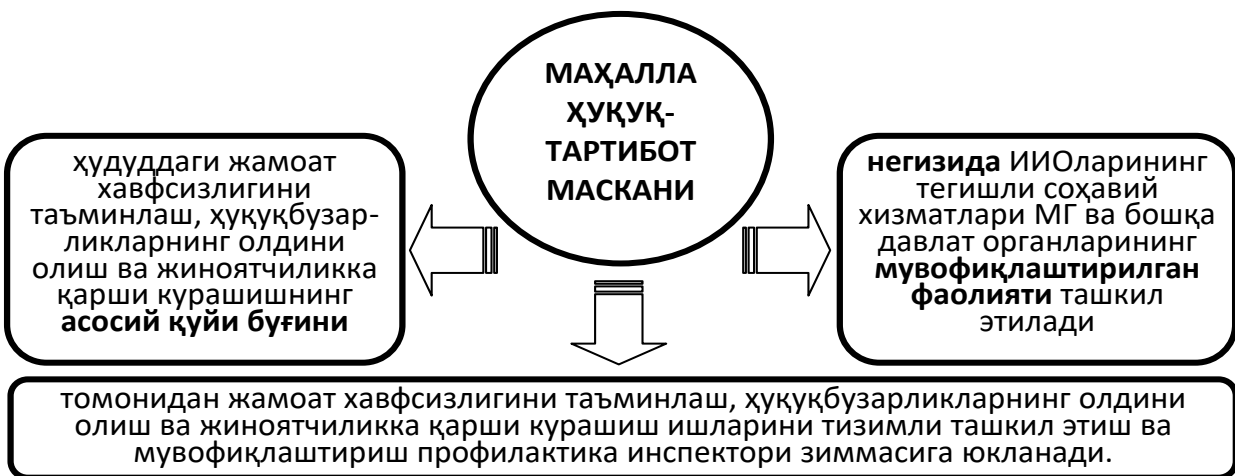 МАҲАЛЛА
ҲУҚУҚ-
ТАРТИБОТ
МАСКАНИ
ҳудуддаги жамоат
хавфсизлигини
таъминлаш, ҳуқуқбузар-
ликларнинг олдини
олиш ва жиноятчиликка
қарши курашишнинг
асосий қуйи буғини
негизида ИИОларининг
тегишли соҳавий
хизматлари МГ ва бошқа
давлат органларининг
мувофиқлаштирилган
фаолияти ташкил
этилади
томонидан жамоат хавфсизлигини таъминлаш, ҳуқуқбузарликларнинг олдини
олиш ва жиноятчиликка қарши курашиш ишларини тизимли ташкил этиш ва
мувофиқлаштириш профилактика инспектори зиммасига юкланади.